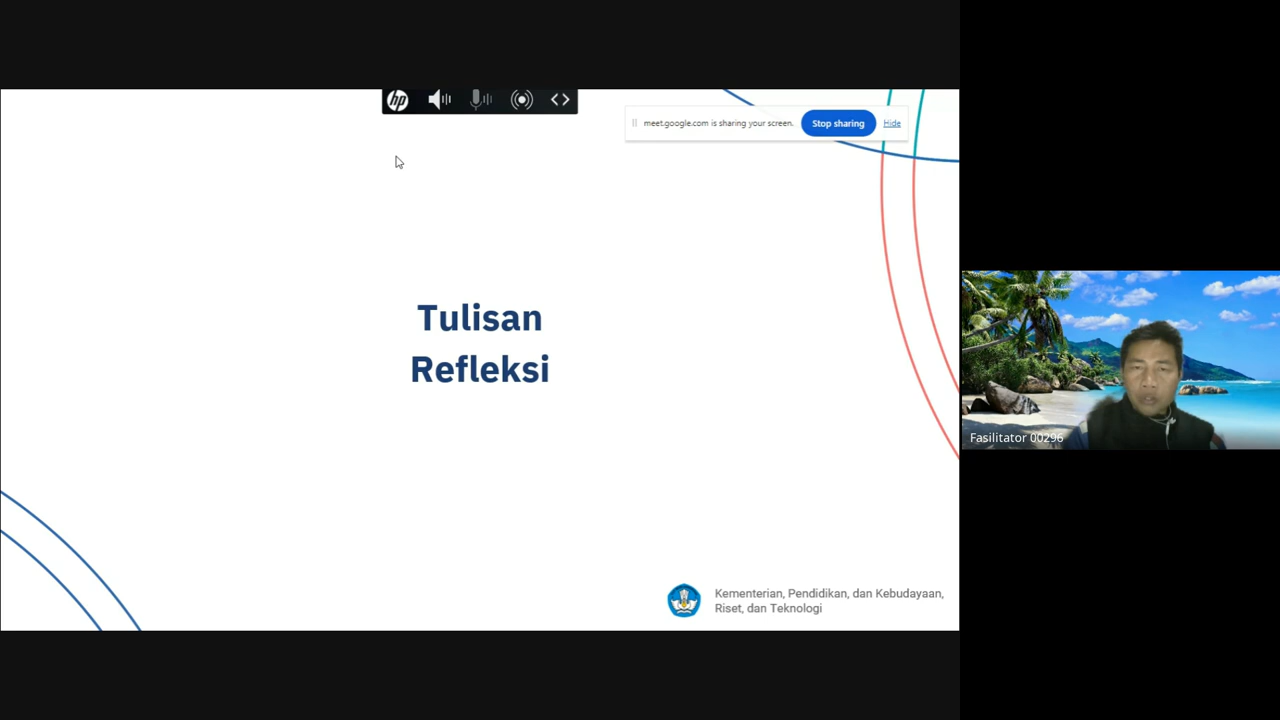 hp
meet.google.com is sharing your screen.
Stop sharing
Hide
Tulisan
Refleksi
Fasilitator 00296
Kementerian, Pendidikan, dan Kebudayaan,
Riset, dan Teknologi